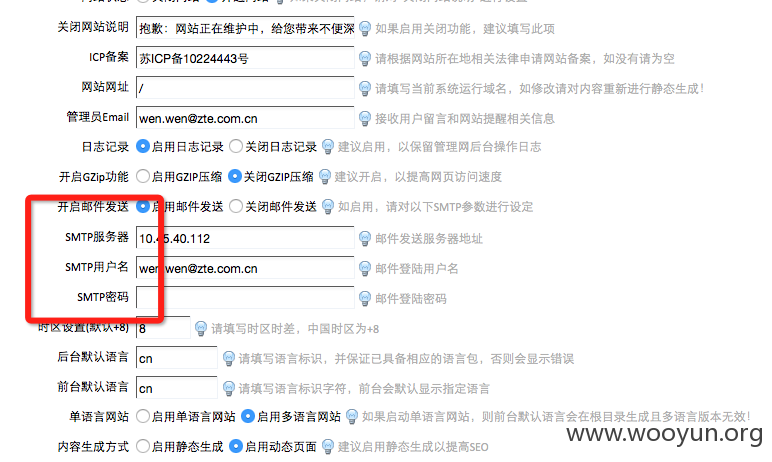 关闭网站说明 抱歉：网站正在维护中，给您带来不便深 如果启用关闭功能，建议填写此项
ICP备案 苏ICP备10224443号 请根据网站所在地相关法律申请网站备案，如没有请为空
网站网址 / 请填写当前系统运行域名，如修改请对内容重新进行静态生成！
管理员Email wen.wen@zte.com.cn 接收用户留言和网站提醒相关信息
日志记录 启用日志记录 关闭日志记录 建议启用，以保留管理网后台操作日志
开启GZip功能 启用GZIP压缩 关闭GZIP压缩 建议开启，以提高网页访问速度
开启邮件发送 启用邮件发送 关闭邮件发送 如启用，请对以下SMTP参数进行设定
SMTP服务器 10.45.40.112 邮件发送服务器地址
SMTP用户名 wen.wen@zte.com.cn 邮件登陆用户名
SMTP密码 邮件登陆密码
时区设置(默认+8) 8 请填写时区时差，中国时区为+8
后台默认语言 cn 请填写语言标识，并保证已具备相应的语言包，否则会显示错误
前台默认语言 cn 请填写语言标识字符，前台会默认显示指定语言
单语言网站 启用单语言网站 启用多语言网站 如果启动单语言网站，则前台默认语言会在根目录生成且多语言版本无效！
内容生成方式 启用静态生成 启用动态页面 建议启用静态生成以提高SEO
www.wooyun.org